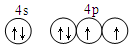 4s 4p
↑↓ ↑↓ ↑ ↑